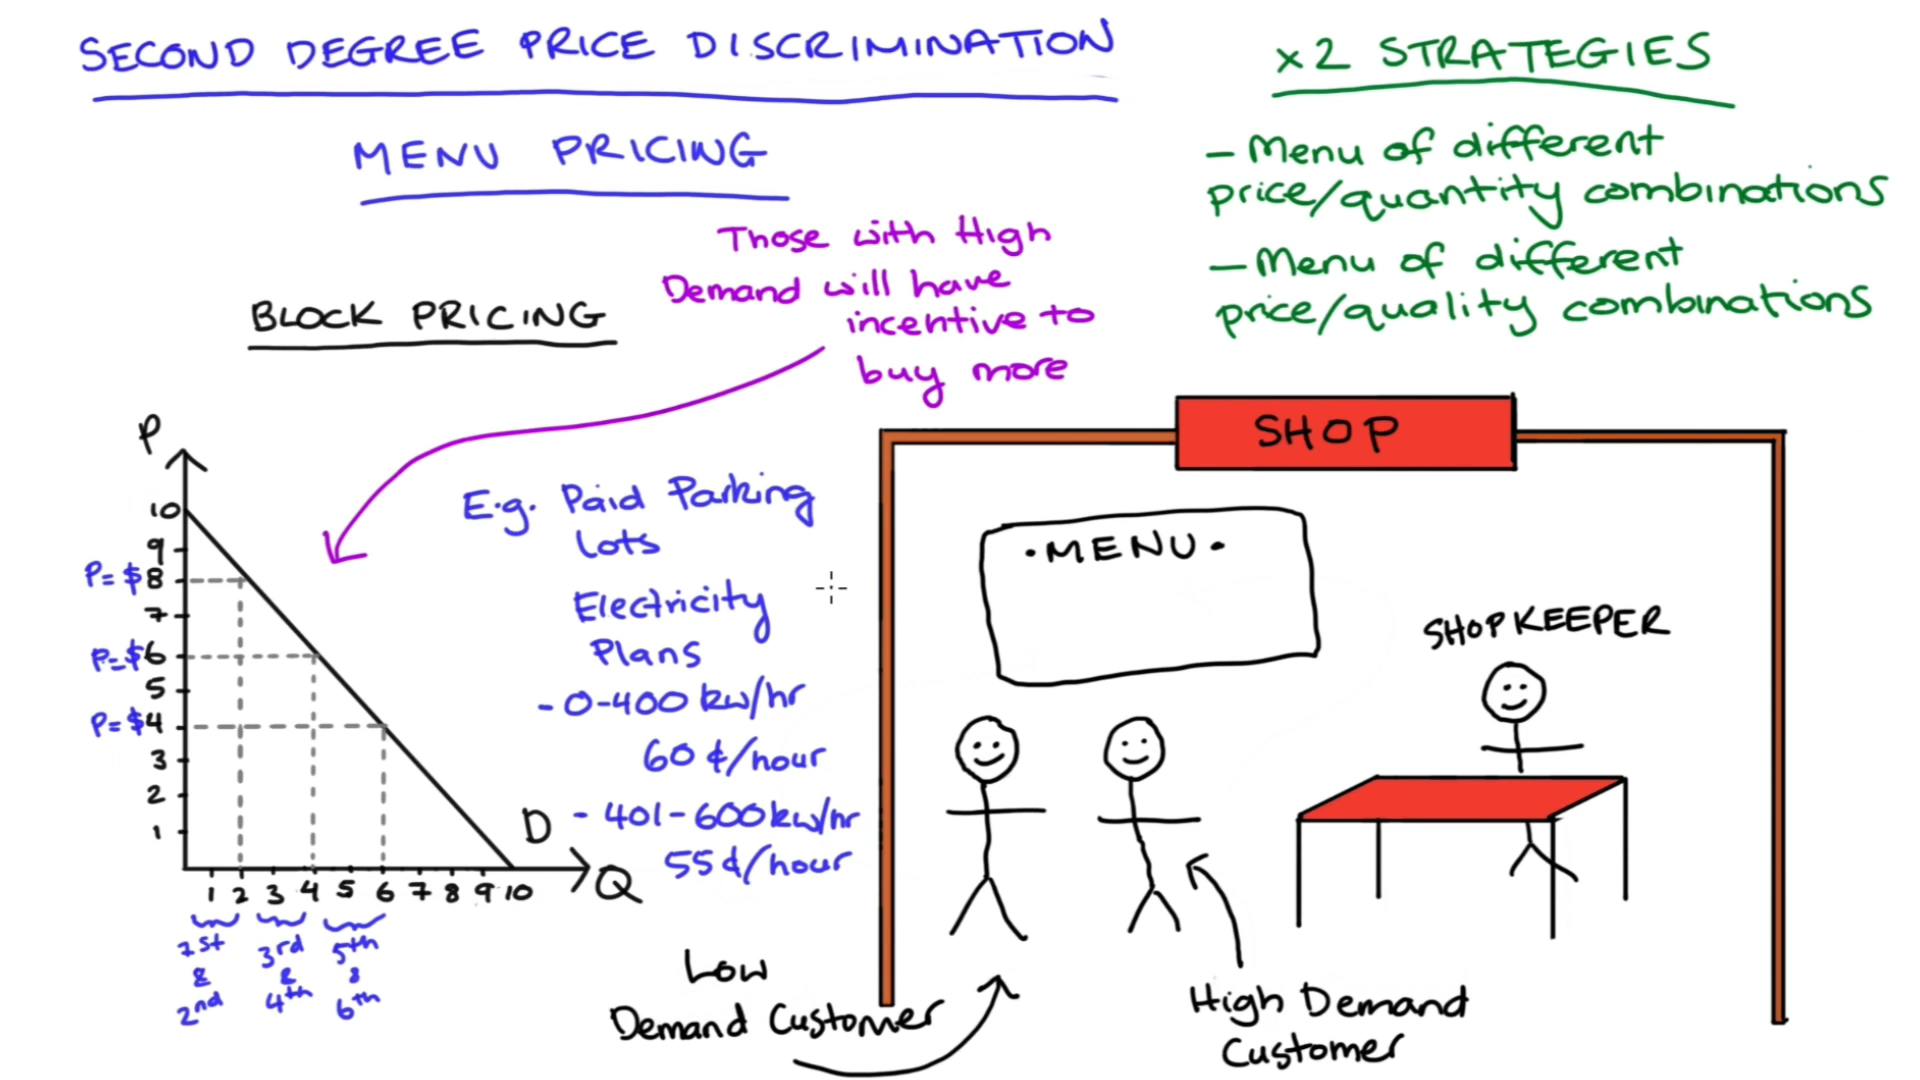 SECOND DEGREE PRICE DISCRIMINATION
MENU PRICING
x2 STRATEGIES
- Menu of different
price/quantity combinations
- Menu of different
price/quality combinations
Those with High
Demand will have
incentive to
buy more
BLOCK PRICING
P
10
9
P=$8
7
P=$6
5
P=$4
3
2
1
D
Q
1 2 3 4 5 6 7 8 9 10
1st
&
2nd
3rd
&
4th
5th
&
6th
E.g. Paid Parking
Lots
Electricity
Plans
- 0-400 kw/hr
60 ¢/hour
- 401-600kw/hr
55¢/hour
SHOP
• MENU •
SHOPKEEPER
Low
Demand Customer
High Demand
Customer